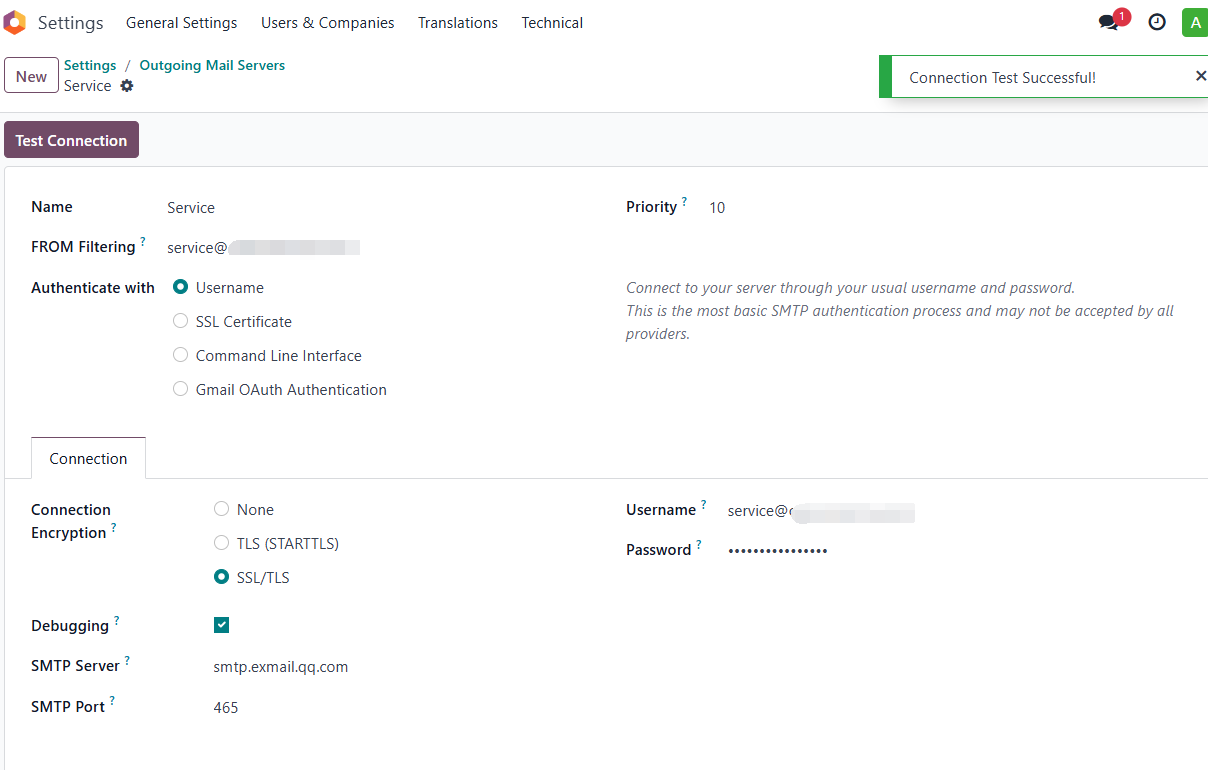 Settings General Settings Users & Companies Translations Technical 1 A
New Settings / Outgoing Mail Servers
Service
Connection Test Successful!
Test Connection
Name Service Priority ? 10
FROM Filtering ? service@
Authenticate with Username
SSL Certificate
Command Line Interface
Gmail OAuth Authentication
Connect to your server through your usual username and password.
This is the most basic SMTP authentication process and may not be accepted by all
providers.
Connection
Connection
Encryption ?
None
TLS (STARTTLS)
SSL/TLS
Username ? service@
Password ? ••••••••••••••••
Debugging ?
SMTP Server ? smtp.exmail.qq.com
SMTP Port ? 465